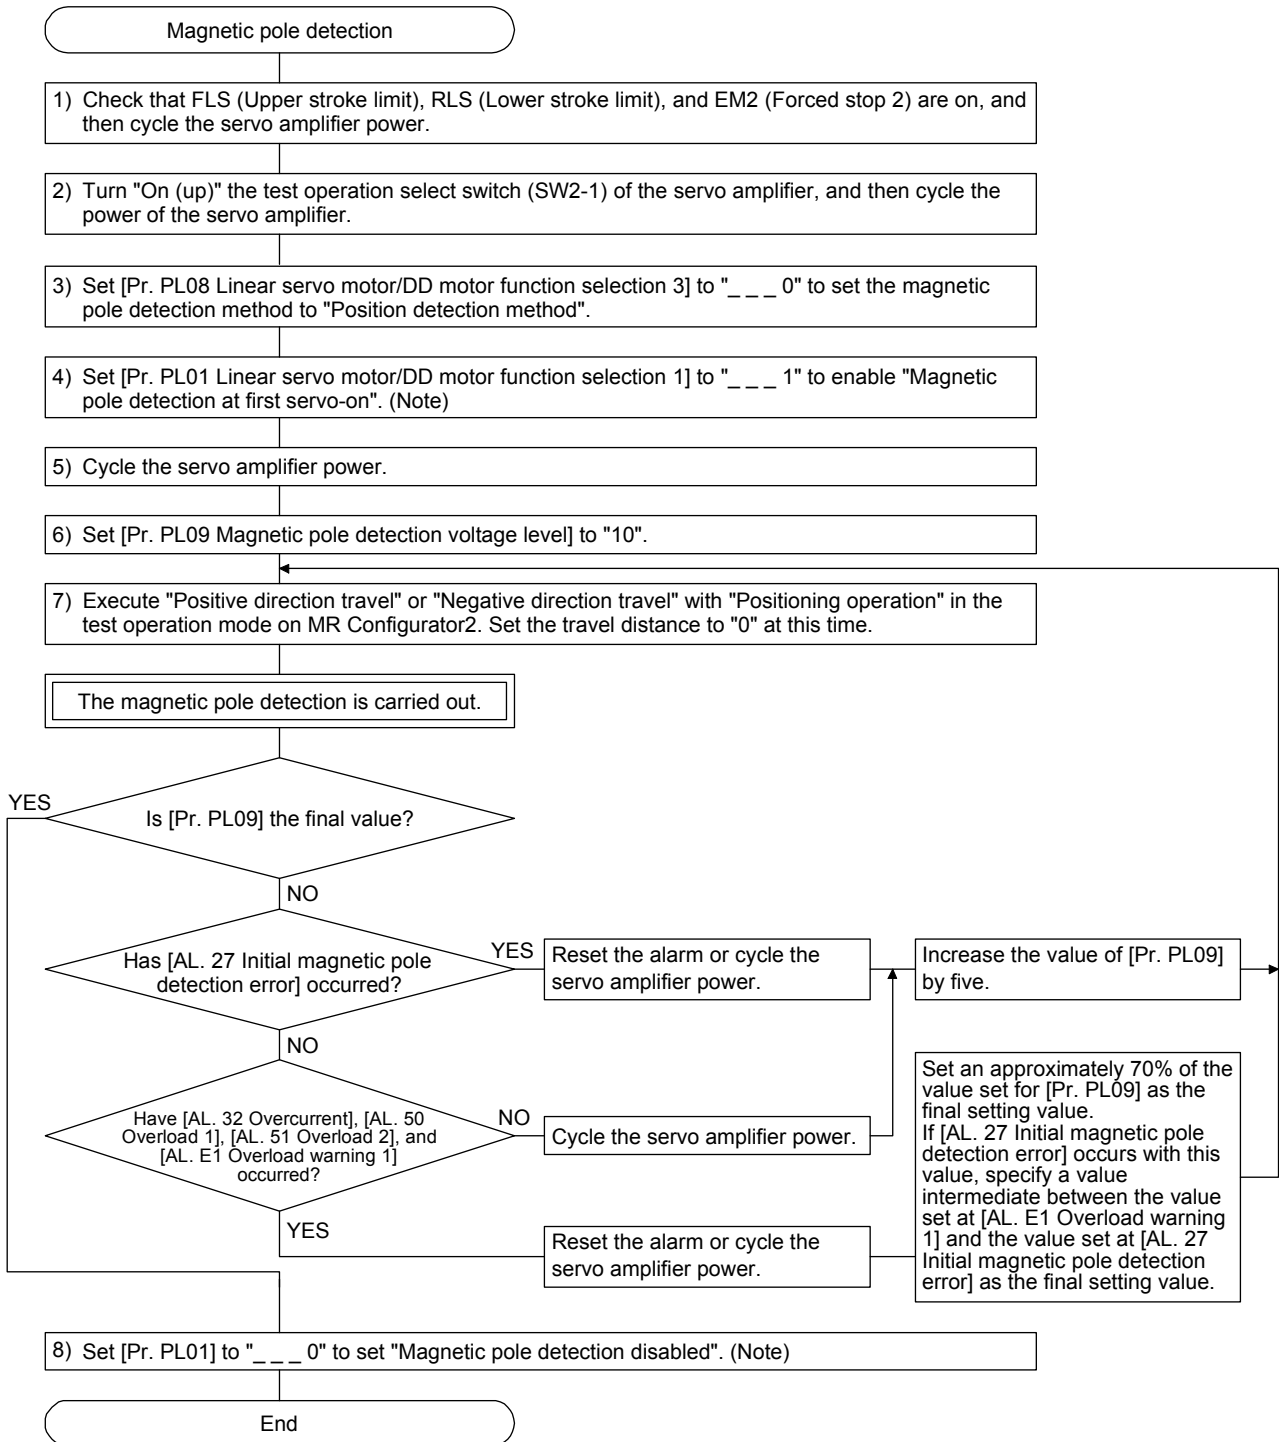 Magnetic pole detection
1) Check that FLS (Upper stroke limit), RLS (Lower stroke limit), and EM2 (Forced stop 2) are on, and
then cycle the servo amplifier power.
2) Turn "On (up)" the test operation select switch (SW2-1) of the servo amplifier, and then cycle the
power of the servo amplifier.
3) Set [Pr. PL08 Linear servo motor/DD motor function selection 3] to "_ _ _ 0" to set the magnetic
pole detection method to "Position detection method".
4) Set [Pr. PL01 Linear servo motor/DD motor function selection 1] to "_ _ _ 1" to enable "Magnetic
pole detection at first servo-on". (Note)
5) Cycle the servo amplifier power.
6) Set [Pr. PL09 Magnetic pole detection voltage level] to "10".
7) Execute "Positive direction travel" or "Negative direction travel" with "Positioning operation" in the
test operation mode on MR Configurator2. Set the travel distance to "0" at this time.
The magnetic pole detection is carried out.
YES
Is [Pr. PL09] the final value?
NO
Has [AL. 27 Initial magnetic pole
detection error] occurred?
YES
Reset the alarm or cycle the
servo amplifier power.
Increase the value of [Pr. PL09]
by five.
NO
Have [AL. 32 Overcurrent], [AL. 50
Overload 1], [AL. 51 Overload 2], and
[AL. E1 Overload warning 1]
occurred?
NO
Cycle the servo amplifier power.
YES
Reset the alarm or cycle the
servo amplifier power.
Set an approximately 70% of the
value set for [Pr. PL09] as the
final setting value.
If [AL. 27 Initial magnetic pole
detection error] occurs with this
value, specify a value
intermediate between the value
set at [AL. E1 Overload warning
1] and the value set at [AL. 27
Initial magnetic pole detection
error] as the final setting value.
8) Set [Pr. PL01] to "_ _ _ 0" to set "Magnetic pole detection disabled". (Note)
End